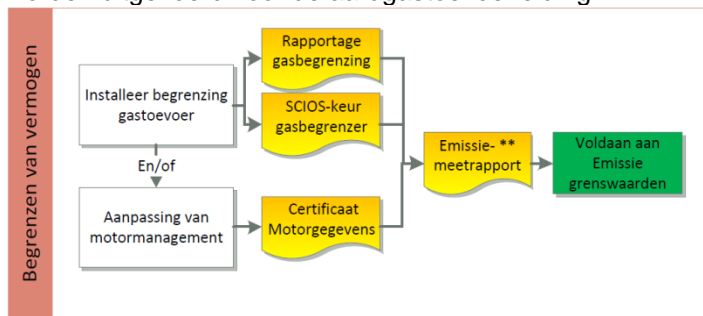 Begrenzen van vermogen
Installeer begrenzing
gastoevoer
Rapportage
gasbegrenzing
SCIOS-keur
gasbegrenzer
En/of
Aanpassing van
motormanagement
Certificaat
Motorgegevens
Emissie- **
meetrapport
Voldaan aan
Emissie
grenswaarden